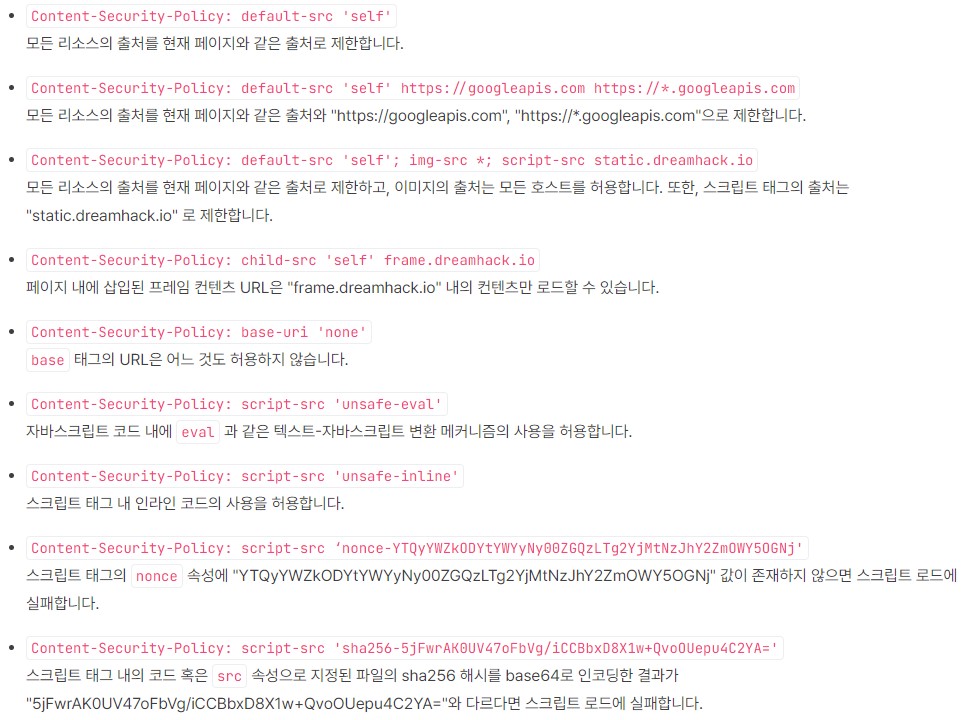 Content-Security-Policy: default-src 'self'
모든 리소스의 출처를 현재 페이지와 같은 출처로 제한합니다.
Content-Security-Policy: default-src 'self' https://googleapis.com https://*.googleapis.com
모든 리소스의 출처를 현재 페이지와 같은 출처와 "https://googleapis.com", "https://*.googleapis.com"으로 제한합니다.
Content-Security-Policy: default-src 'self'; img-src *; script-src static.dreamhack.io
모든 리소스의 출처를 현재 페이지와 같은 출처로 제한하고, 이미지의 출처는 모든 호스트를 허용합니다. 또한, 스크립트 태그의 출처는
"static.dreamhack.io" 로 제한합니다.
Content-Security-Policy: child-src 'self' frame.dreamhack.io
페이지 내에 삽입된 프레임 컨텐츠 URL은 "frame.dreamhack.io" 내의 컨텐츠만 로드할 수 있습니다.
Content-Security-Policy: base-uri 'none'
base 태그의 URL은 어느 것도 허용하지 않습니다.
Content-Security-Policy: script-src 'unsafe-eval'
자바스크립트 코드 내에 eval 과 같은 텍스트-자바스크립트 변환 메커니즘의 사용을 허용합니다.
Content-Security-Policy: script-src 'unsafe-inline'
스크립트 태그 내 인라인 코드의 사용을 허용합니다.
Content-Security-Policy: script-src ‘nonce-YTQyYWZkODYtYWYyNy00ZGQzLTg2YjMtNzJhY2ZmOWY5OGNj'
스크립트 태그의 nonce 속성에 "YTQyYWZkODYtYWYyNy00ZGQzLTg2YjMtNzJhY2ZmOWY5OGNj" 값이 존재하지 않으면 스크립트 로드에
실패합니다.
Content-Security-Policy: script-src 'sha256-5jFwrAK0UV47oFbVg/iCCBbxD8X1w+QvoOUepu4C2YA='
스크립트 태그 내의 코드 혹은 src 속성으로 지정된 파일의 sha256 해시를 base64로 인코딩한 결과가
"5jFwrAK0UV47oFbVg/iCCBbxD8X1w+QvoOUepu4C2YA="와 다르다면 스크립트 로드에 실패합니다.